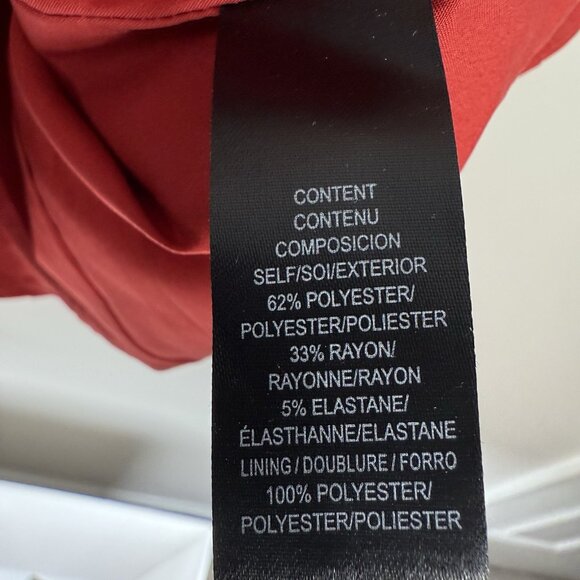 CONTENT
CONTENU
COMPOSICION
SELF/SOI/EXTERIOR
62% POLYESTER/
POLYESTER/POLIESTER
33% RAYON/
RAYONNE/RAYON
5% ELASTANE/
ÉLASTHANNE/ELASTANE
LINING / DOUBLURE / FORRO
100% POLYESTER/
POLYESTER/POLIESTER